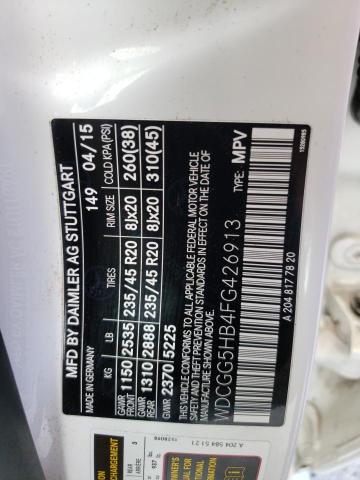 MFD BY DAIMLER AG STUTTGART
MADE IN GERMANY 149 04/15
KG LB TIRES RIM SIZE COLD KPA (PSI)
GAWR FRONT 1150 2535 235/45 R20 8Jx20 260(38)
GAWR REAR 1310 2888 235/45 R20 8Jx20 310(45)
GVWR 2370 5225
THIS VEHICLE CONFORMS TO ALL APPLICABLE FEDERAL MOTOR VEHICLE
SAFETY AND THEFT PREVENTION STANDARDS IN EFFECT ON THE DATE OF
MANUFACTURE SHOWN ABOVE.
WDCGG5HB4FG426913 TYPE: MPV
A 204 817 78 20
A 204 584 51 21
3
REAR
937